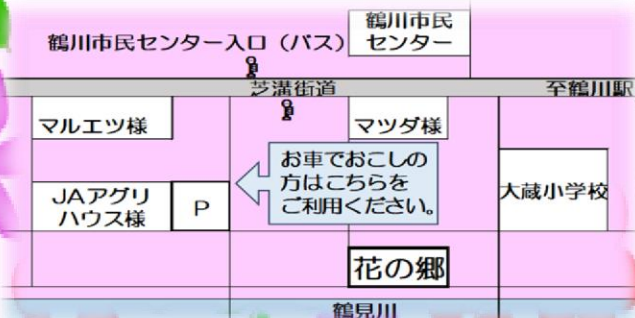 鶴川市民
センター
鶴川市民センター入口（バス）
芝溝街道
至鶴川駅
マルエツ様
マツダ様
お車でおこしの
方はこちらを
ご利用ください。
JAアグリ
ハウス様
P
大蔵小学校
花の郷
鶴見川